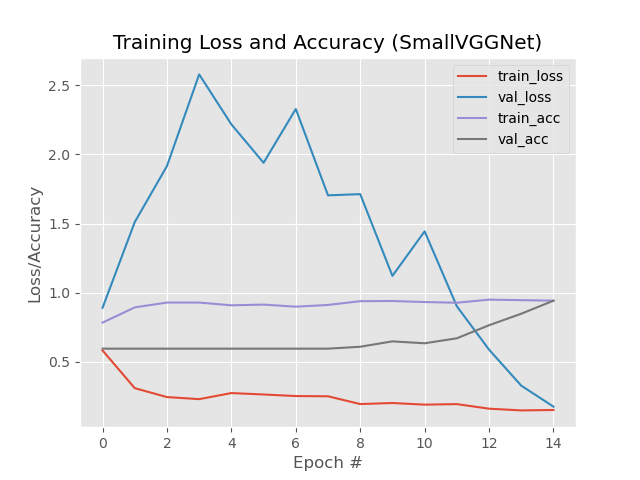 Training Loss and Accuracy (SmallVGGNet)
train_loss
val_loss
train_acc
val_acc
Loss/Accuracy
2.5
2.0
1.5
1.0
0.5
0 2 4 6 8 10 12 14
Epoch #